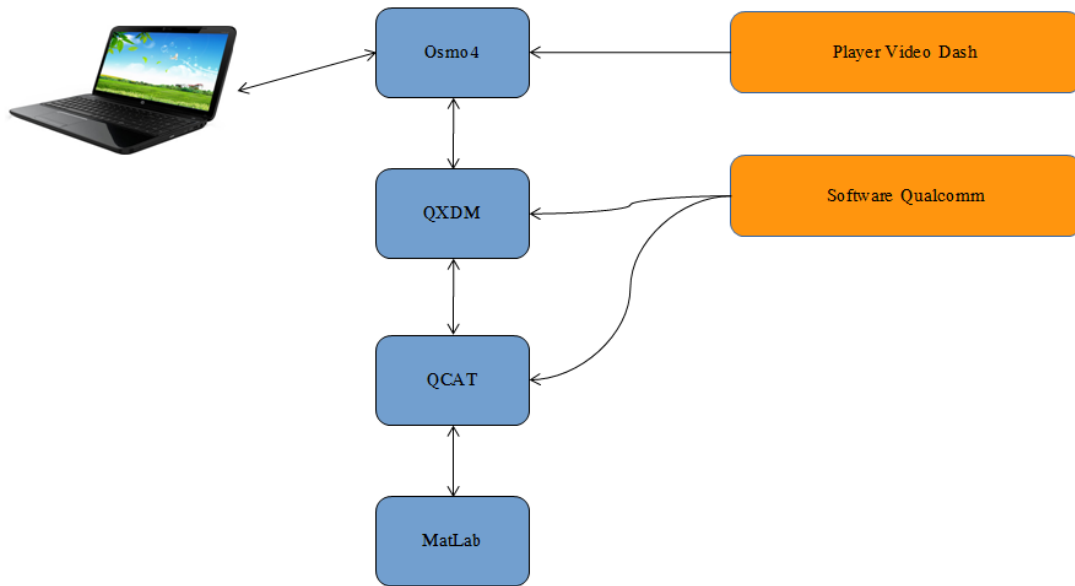 Osmo4
Player Video Dash
QXDM
Software Qualcomm
QCAT
MatLab